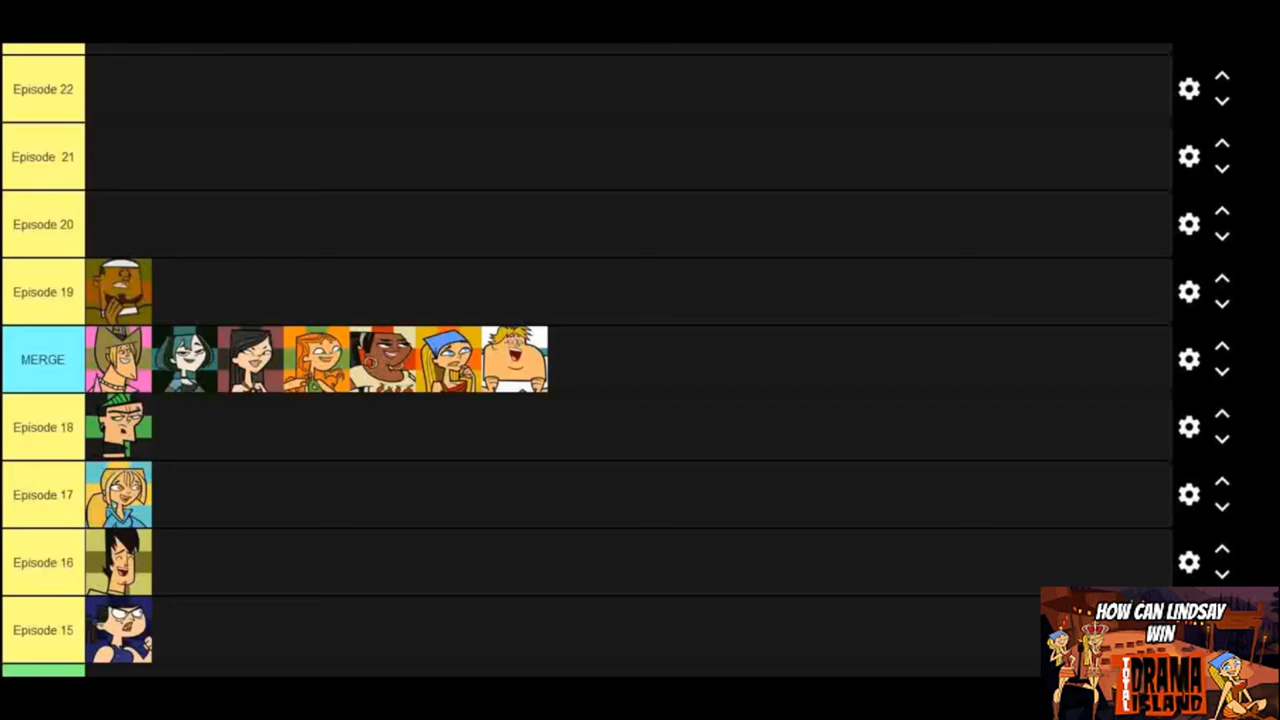 Episode 22
Episode 21
Episode 20
Episode 19
MERGE
Episode 18
Episode 17
Episode 16
Episode 15
HOW CAN LINDSAY
WIN
TOTAL
DRAMA
ISLAND